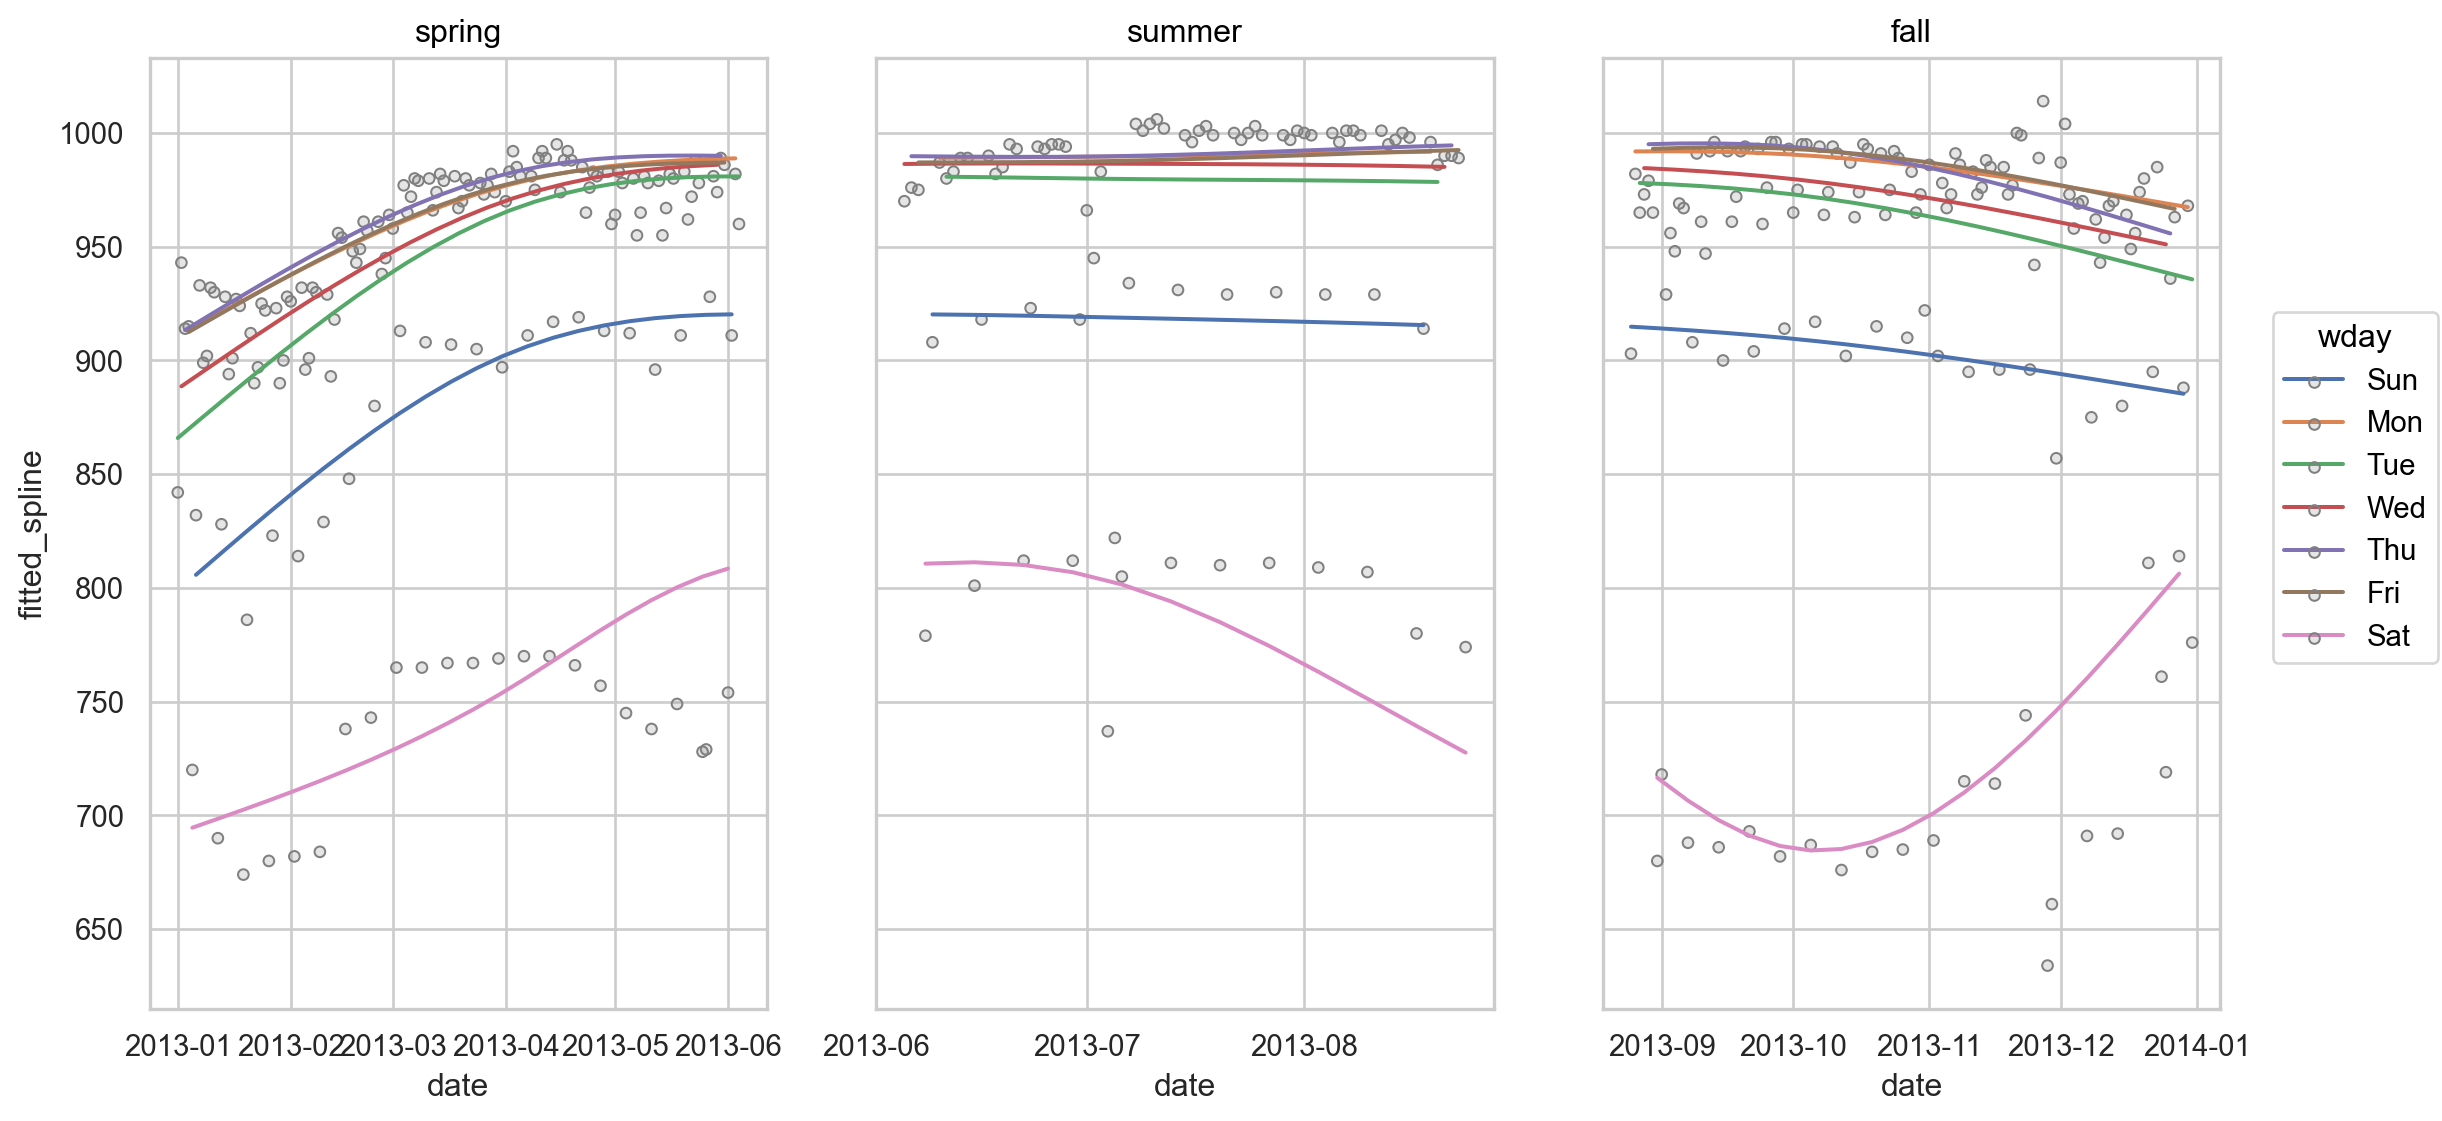 spring
summer
fall
fitted_spline
1000
950
900
850
800
750
700
650
2013-01 2013-02 2013-03 2013-04 2013-05 2013-06
date
2013-06 2013-07 2013-08
date
2013-09 2013-10 2013-11 2013-12 2014-01
date
wday
Sun
Mon
Tue
Wed
Thu
Fri
Sat